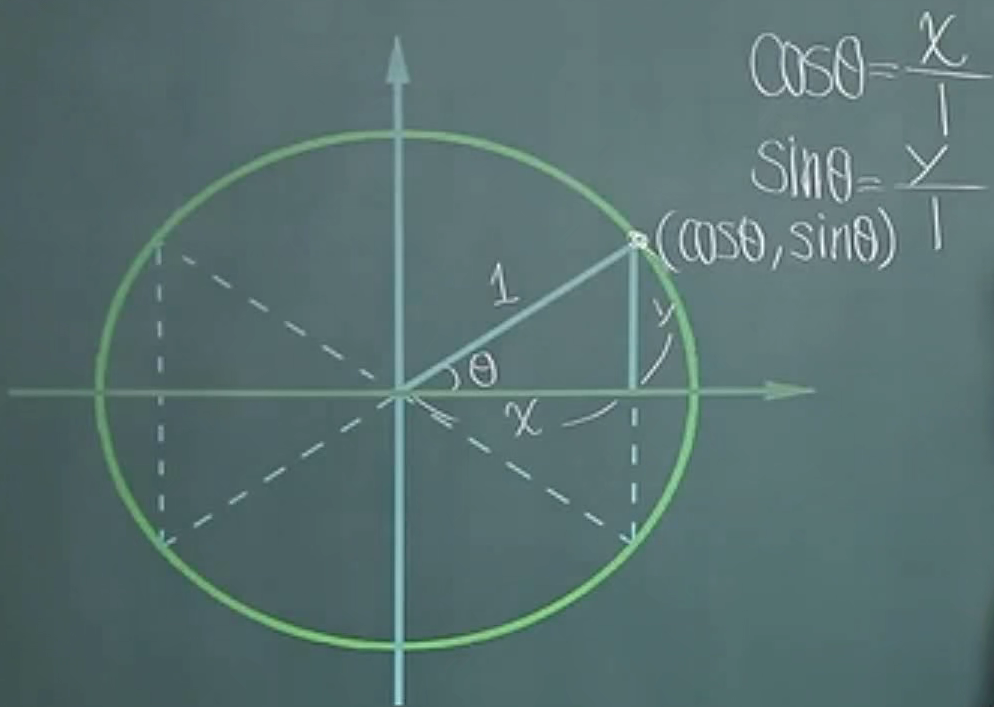 cosθ = x/1
sinθ = y/1
(cosθ, sinθ)
1
y
θ
x